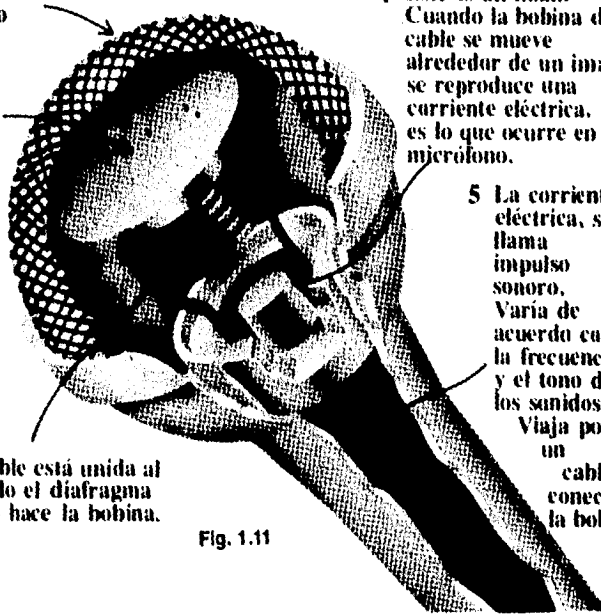 Cuando la bobina d
cable se mueve
alrededor de un ima
se reproduce una
corriente eléctrica.
es lo que ocurre en
micrófono.
5 La corrient
eléctrica, s
llama
impulso
sonoro.
Varía de
acuerdo co
la frecuenc
y el tono d
los sonidos
Viaja po
un
cabl
conec
la bol
ble está unida al
do el diafragma
hace la bobina.
Fig. 1.11